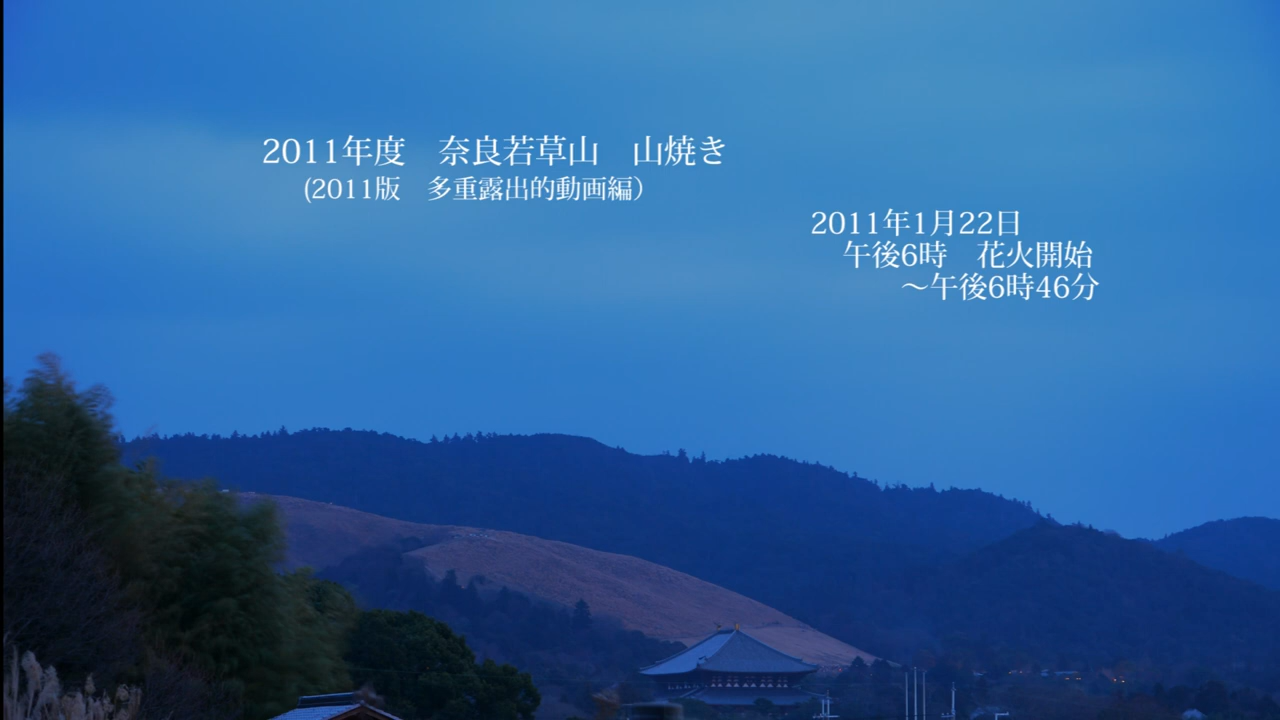 2011年度　奈良若草山　山焼き
(2011版　多重露出的動画編）
2011年1月22日
午後6時　花火開始
～午後6時46分